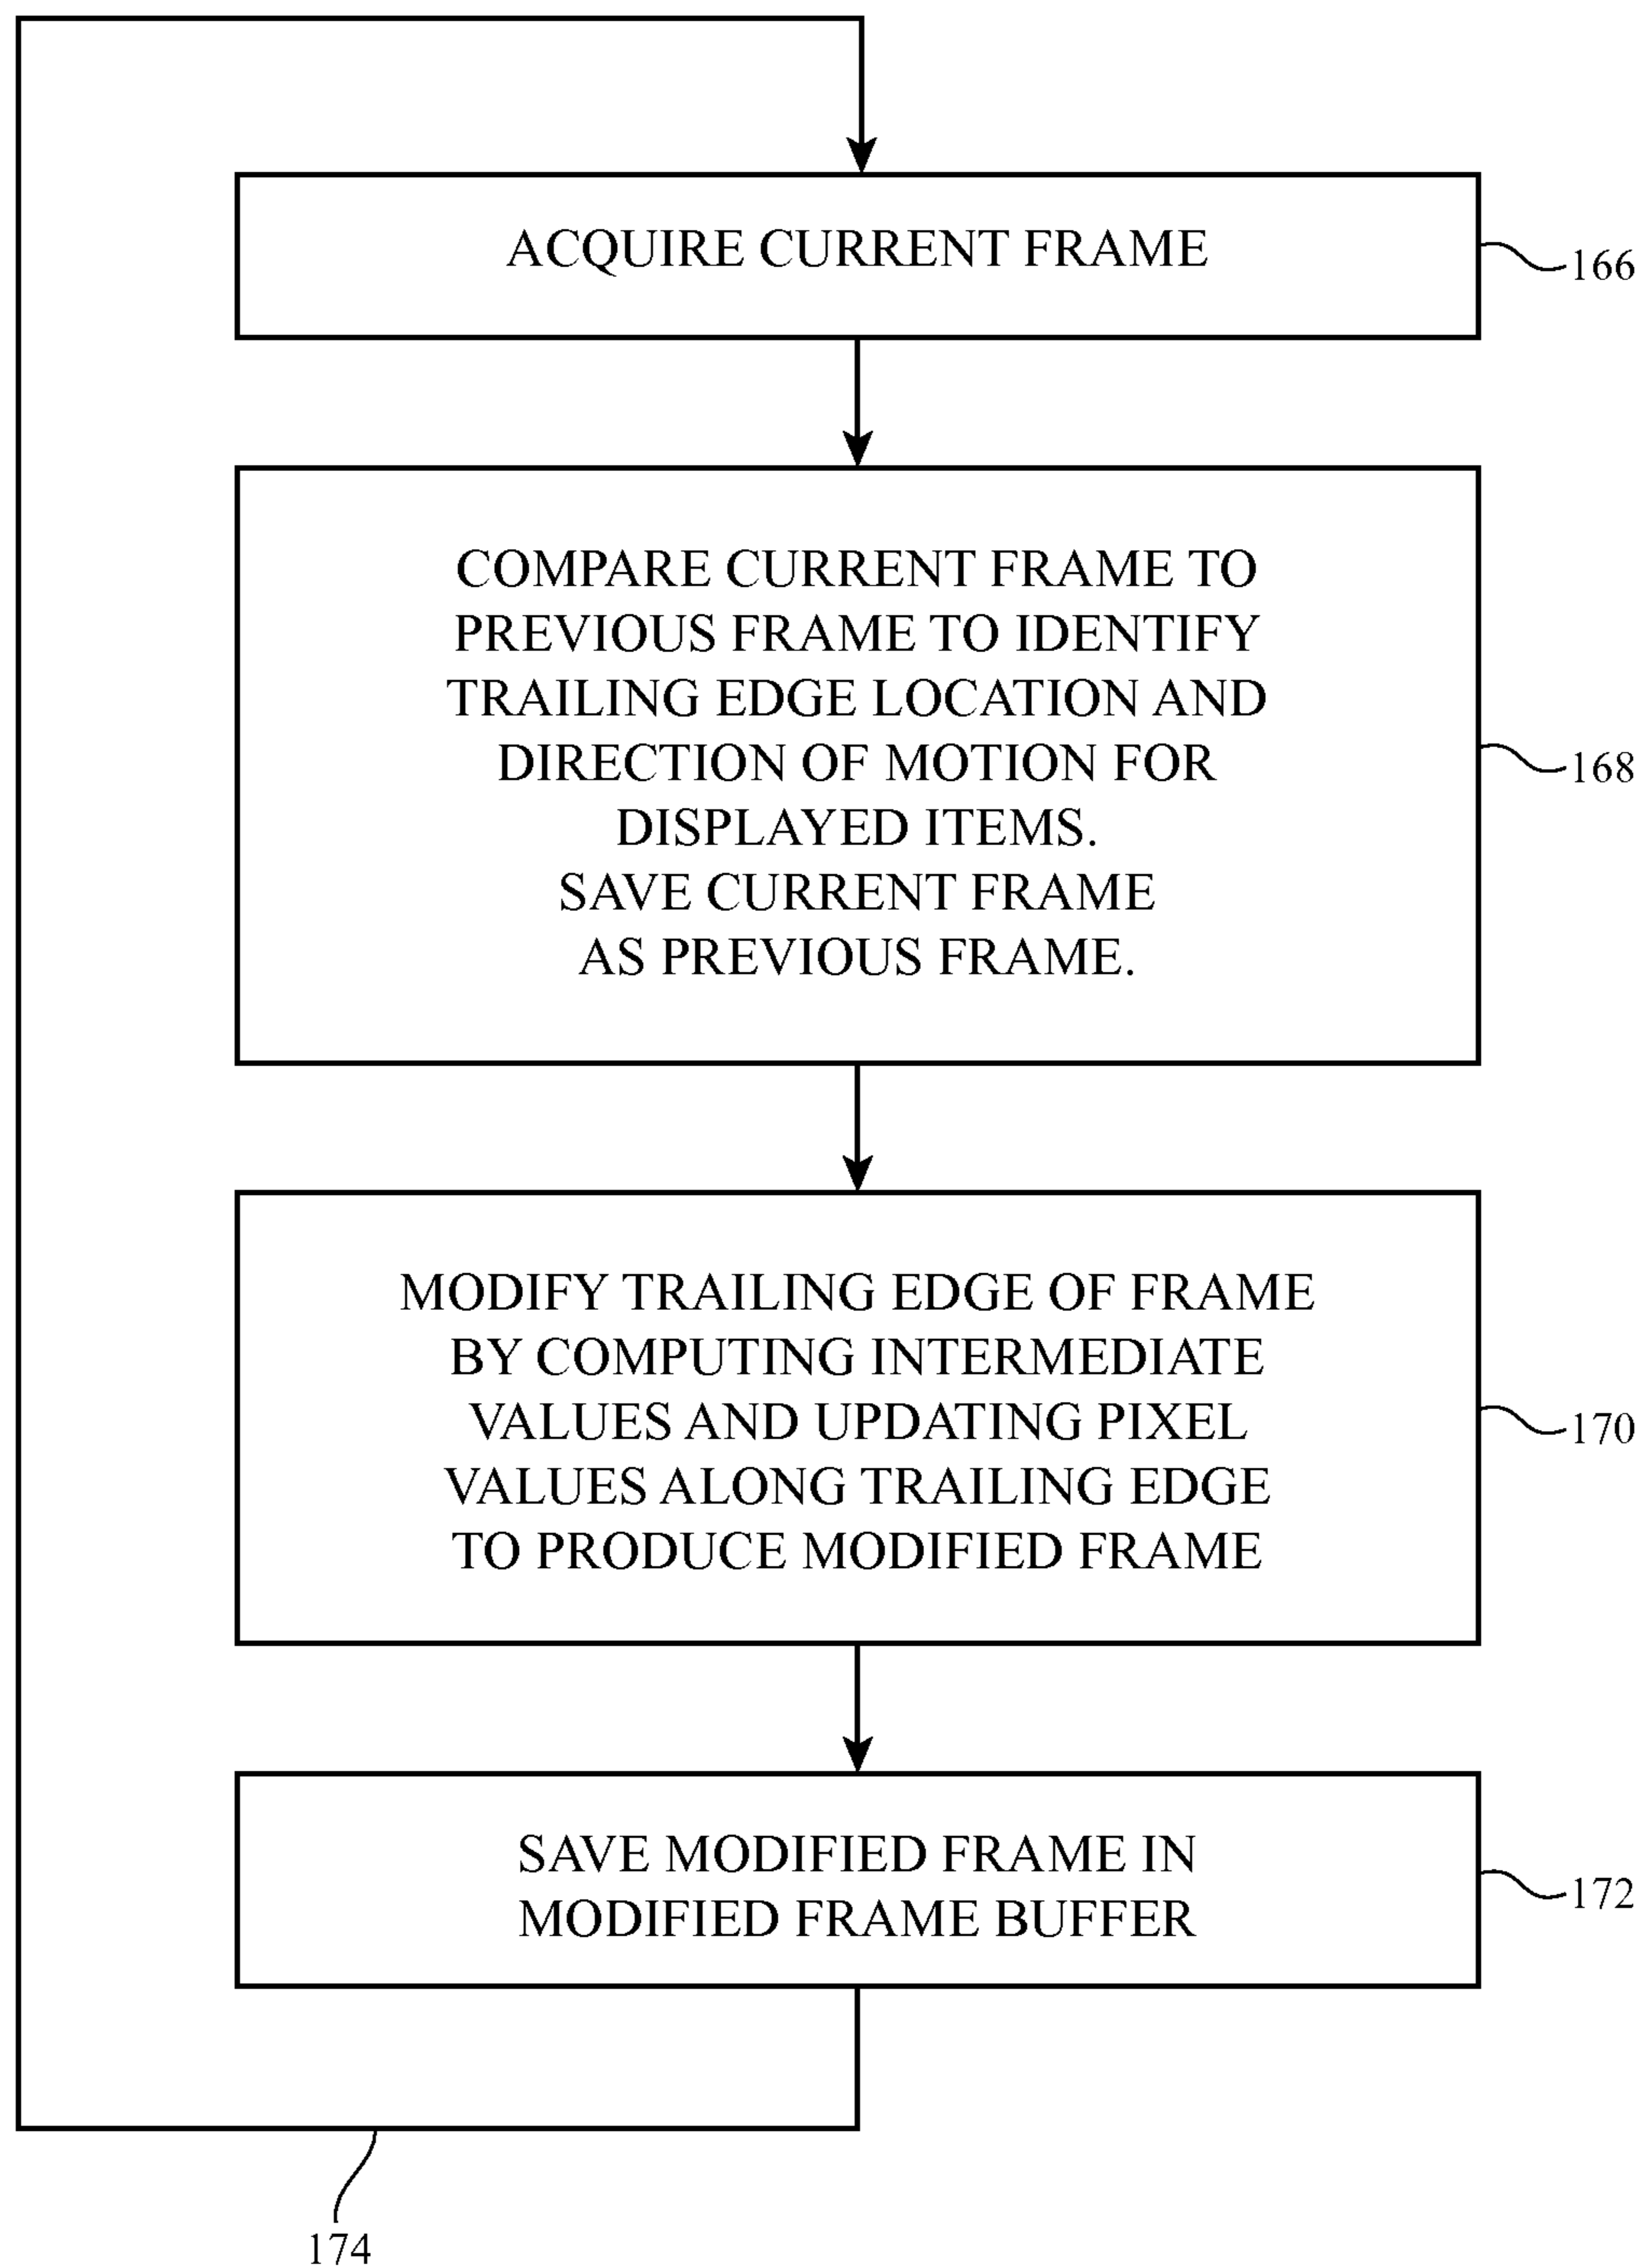 ACQUIRE CURRENT FRAME
166
COMPARE CURRENT FRAME TO
PREVIOUS FRAME TO IDENTIFY
TRAILING EDGE LOCATION AND
DIRECTION OF MOTION FOR
DISPLAYED ITEMS.
SAVE CURRENT FRAME
AS PREVIOUS FRAME.
168
MODIFY TRAILING EDGE OF FRAME
BY COMPUTING INTERMEDIATE
VALUES AND UPDATING PIXEL
VALUES ALONG TRAILING EDGE
TO PRODUCE MODIFIED FRAME
170
SAVE MODIFIED FRAME IN
MODIFIED FRAME BUFFER
172
174